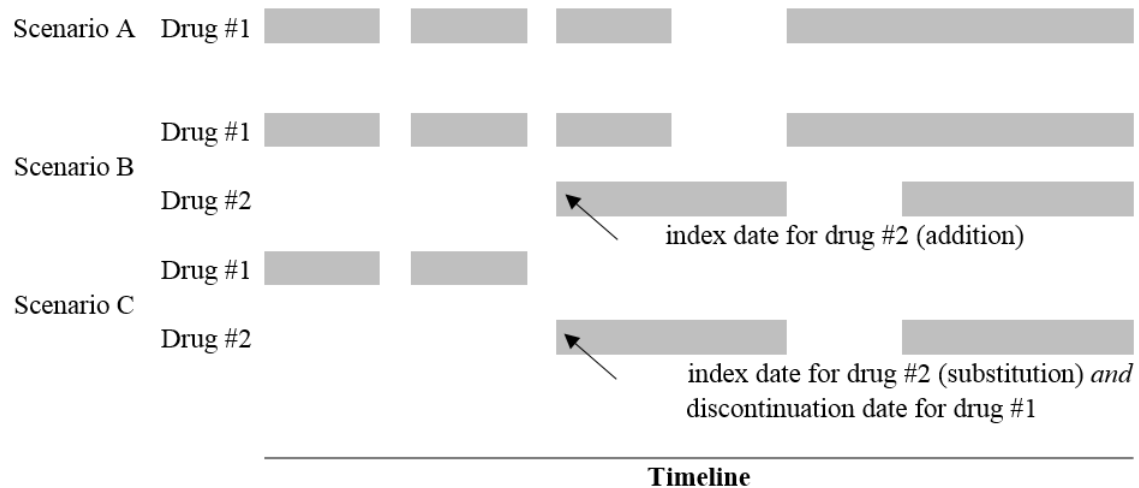 Scenario A Drug #1
Drug #1
Scenario B
Drug #2
index date for drug #2 (addition)
Drug #1
Scenario C
Drug #2
index date for drug #2 (substitution) and
discontinuation date for drug #1
Timeline